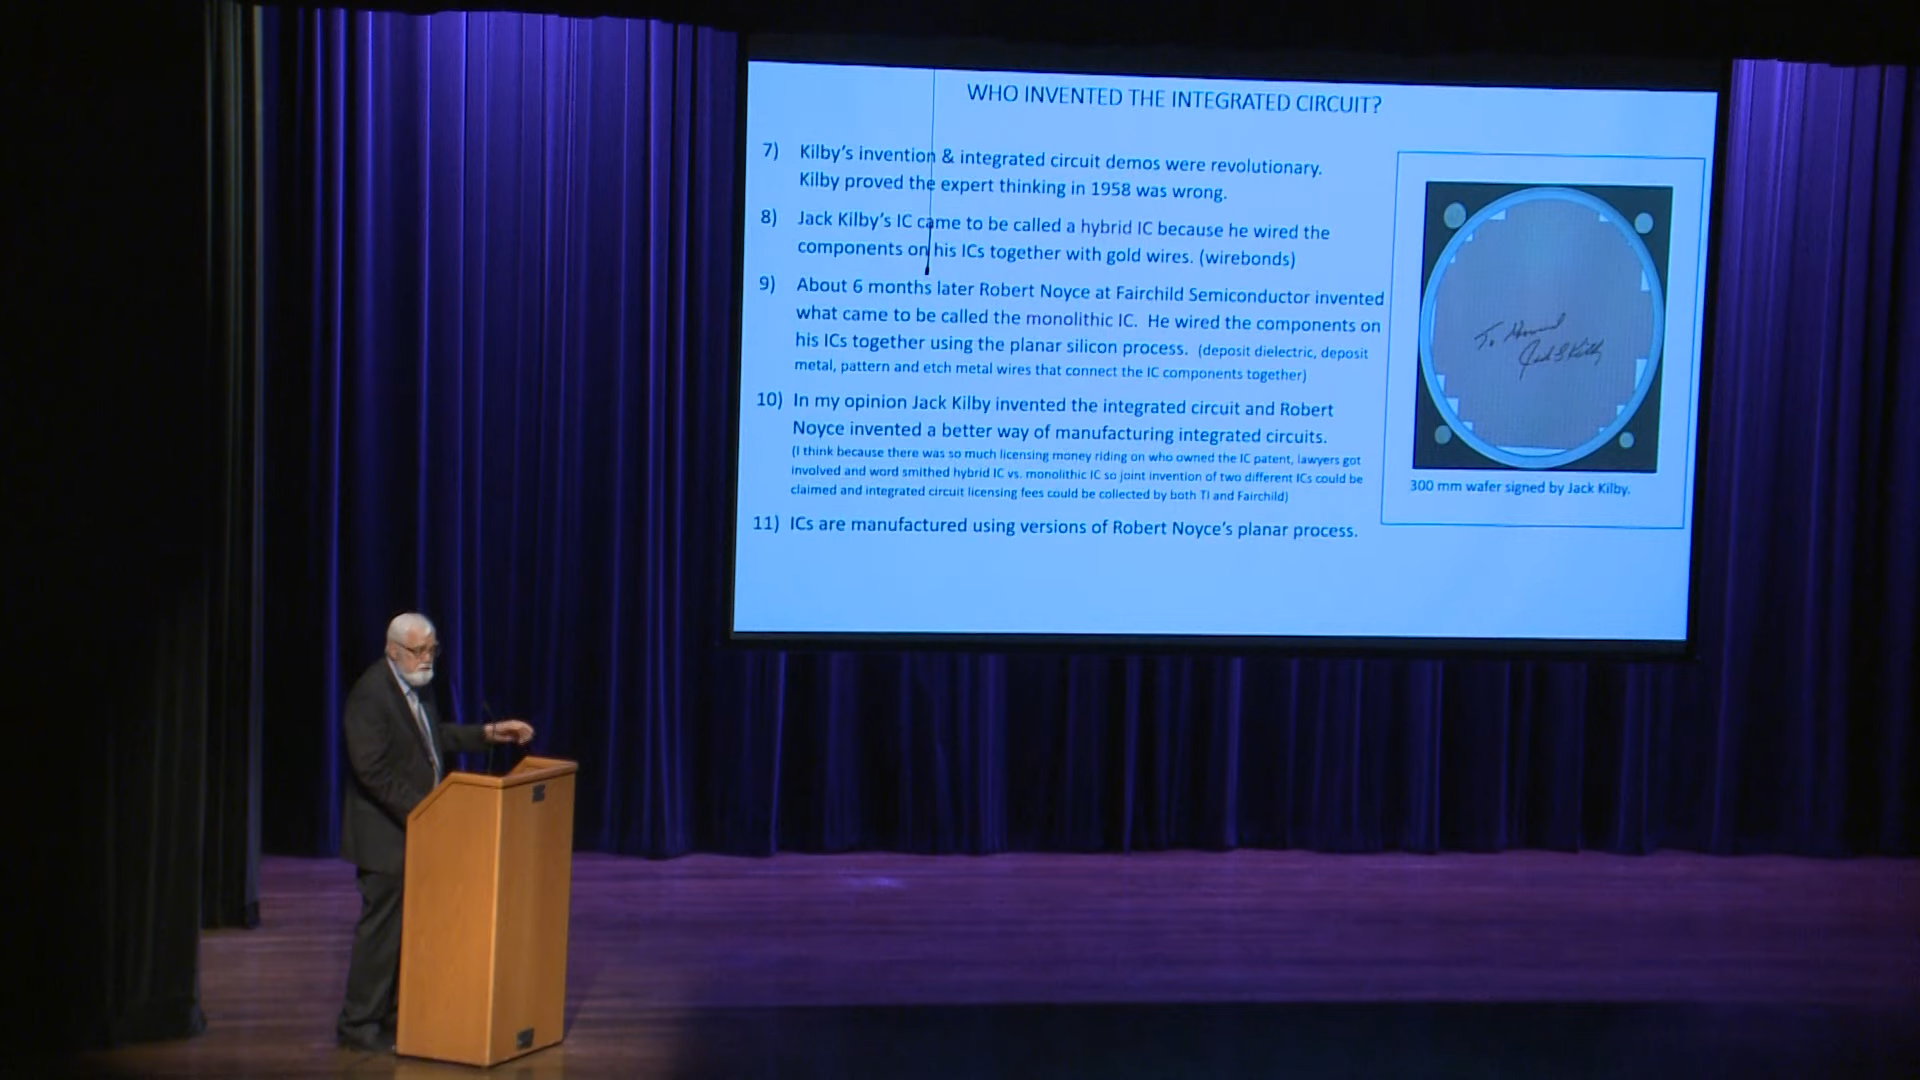 WHO INVENTED THE INTEGRATED CIRCUIT?
7) Kilby's invention & integrated circuit demos were revolutionary.
Kilby proved the expert thinking in 1958 was wrong.
8) Jack Kilby's IC came to be called a hybrid IC because he wired the
components on his ICs together with gold wires. (wirebonds)
9) About 6 months later Robert Noyce at Fairchild Semiconductor invented
what came to be called the monolithic IC. He wired the components on
his ICs together using the planar silicon process. (deposit dielectric, deposit
metal, pattern and etch metal wires that connect the IC components together)
10) In my opinion Jack Kilby invented the integrated circuit and Robert
Noyce invented a better way of manufacturing integrated circuits.
(I think because there was so much licensing money riding on who owned the IC patent, lawyers got
involved and word smithed hybrid IC vs. monolithic IC so joint invention of two different ICs could be
claimed and integrated circuit licensing fees could be collected by both TI and Fairchild)
11) ICs are manufactured using versions of Robert Noyce's planar process.
To Howard
Jack S Kilby
300 mm wafer signed by Jack Kilby.